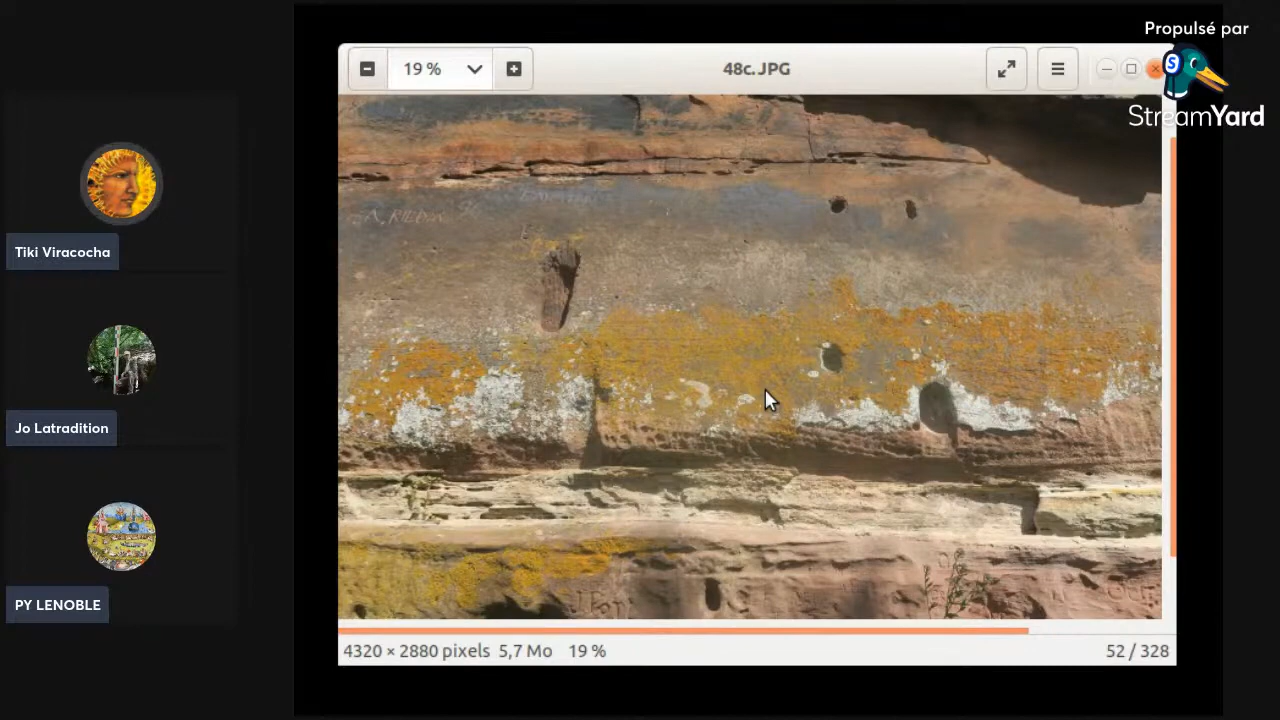 Propulsé par
StreamYard
19 %
48c.JPG
Tiki Viracocha
Jo Latradition
PY LENOBLE
4320 × 2880 pixels 5,7 Mo 19 %
52 / 328